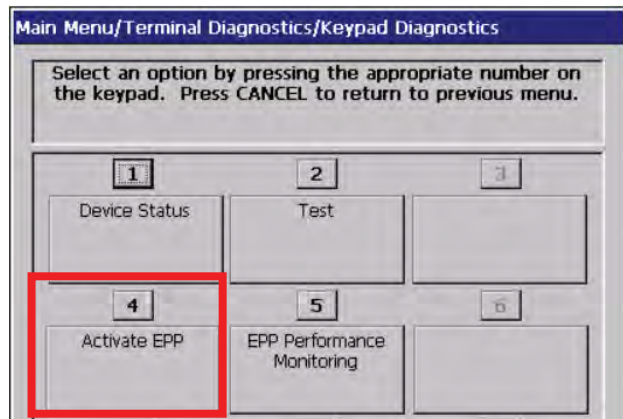 Main Menu/Terminal Diagnostics/Keypad Diagnostics
Select an option by pressing the appropriate number on
the keypad.  Press CANCEL to return to previous menu.
1 2 3
Device Status Test
4 5 6
Activate EPP EPP Performance
Monitoring